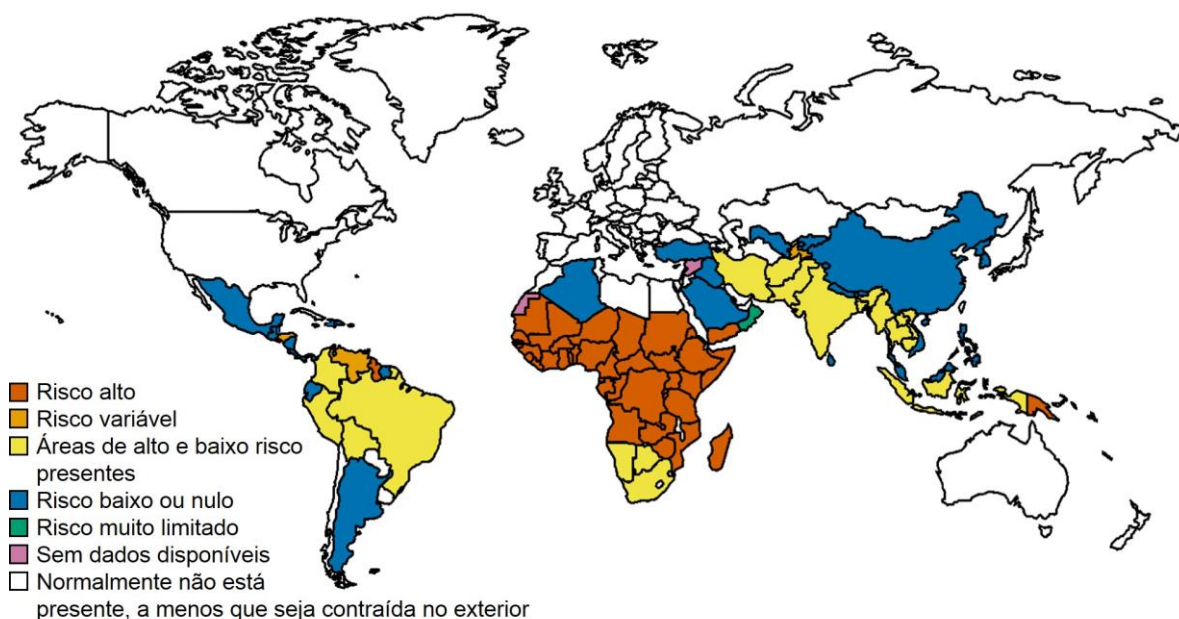 Risco alto
Risco variável
Áreas de alto e baixo risco
presentes
Risco baixo ou nulo
Risco muito limitado
Sem dados disponíveis
Normalmente não está
presente, a menos que seja contraída no exterior